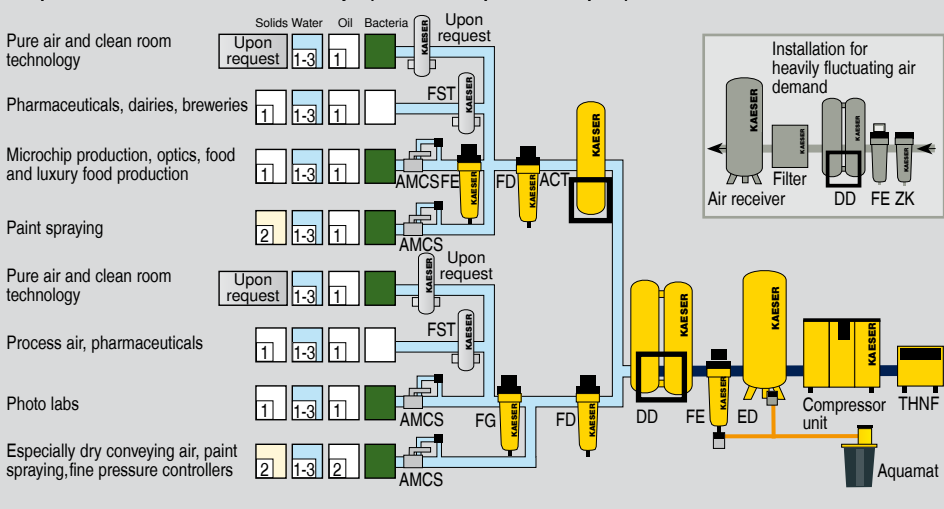 Solids Water Oil Bacteria
Upon
request
Pure air and clean room
technology
Upon
request
1-3
1
KAESER
Pharmaceuticals, dairies, breweries
1
1-3
1
FST
KAESER
Microchip production, optics, food
and luxury food production
1
1-3
1
AMCS
FE
KAESER
FD
KAESER
ACT
KAESER
Paint spraying
2
1-3
1
AMCS
Pure air and clean room
technology
Upon
request
1-3
1
KAESER
Upon
request
Process air, pharmaceuticals
1
1-3
1
FST
KAESER
Photo labs
1
1-3
1
AMCS
FG
KAESER
FD
KAESER
Especially dry conveying air, paint
spraying,fine pressure controllers
2
1-3
2
AMCS
Installation for
heavily fluctuating air
demand
KAESER
KAESER
KAESER
KAESER
KAESER
Filter
Air receiver
DD
FE ZK
KAESER
KAESER
KAESER
KAESER
DD
FE
ED
Compressor
unit
THNF
Aquamat